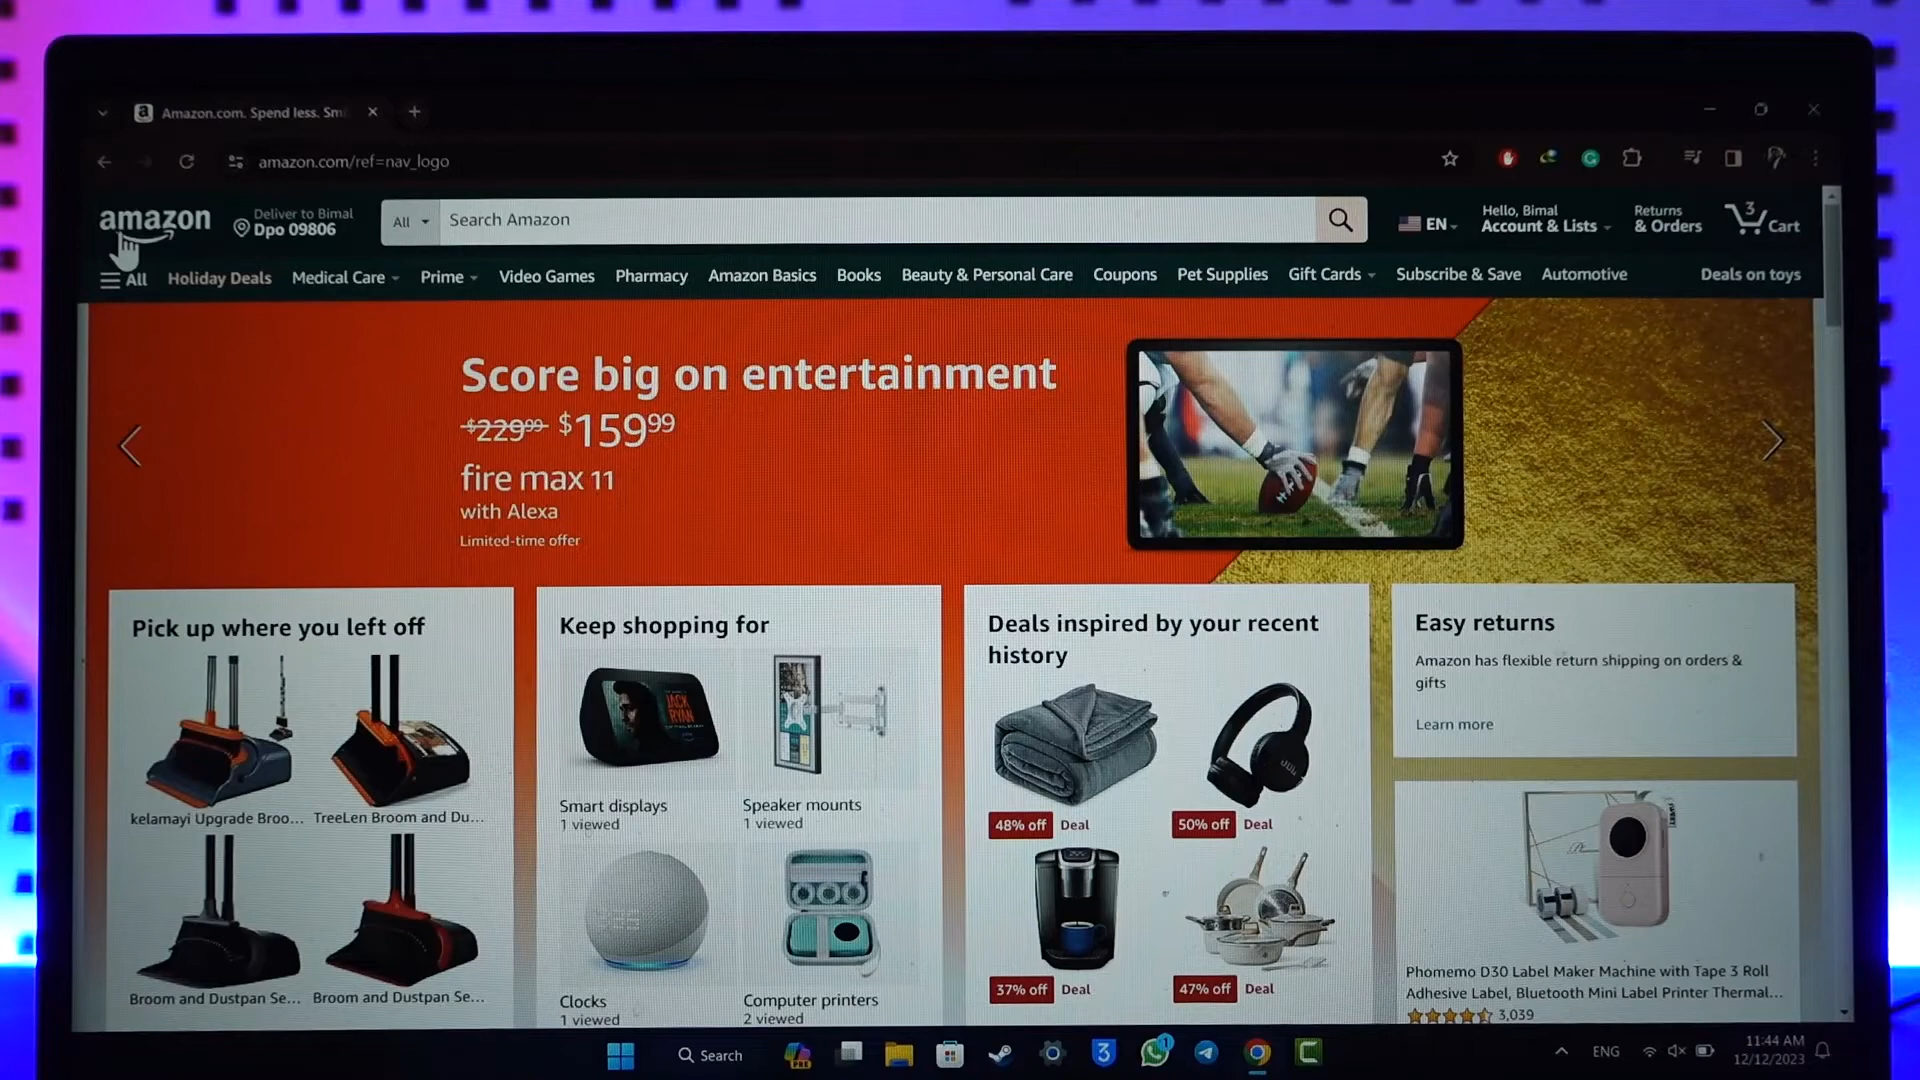 Amazon.com. Spend less. Sm
amazon.com/ref=nav_logo
amazon
Deliver to Bimal
Dpo 09806
All
Search Amazon
EN
Hello, Bimal
Account & Lists
Returns
& Orders
3
Cart
All
Holiday Deals
Medical Care
Prime
Video Games
Pharmacy
Amazon Basics
Books
Beauty & Personal Care
Coupons
Pet Supplies
Gift Cards
Subscribe & Save
Automotive
Deals on toys
Score big on entertainment
$229.99 $159.99
fire max 11
with Alexa
Limited-time offer
Pick up where you left off
kelamayi Upgrade Broo...
TreeLen Broom and Du...
Broom and Dustpan Se...
Broom and Dustpan Se...
Keep shopping for
JACK
RYAN
Smart displays
1 viewed
Speaker mounts
1 viewed
Clocks
1 viewed
Computer printers
2 viewed
Deals inspired by your recent
history
JBL
48% off Deal
50% off Deal
37% off Deal
47% off Deal
Easy returns
Amazon has flexible return shipping on orders &
gifts
Learn more
Phomemo D30 Label Maker Machine with Tape 3 Roll
Adhesive Label, Bluetooth Mini Label Printer Thermal...
3,039
Search
PRE
3
1
ENG
11:44 AM
12/12/2023